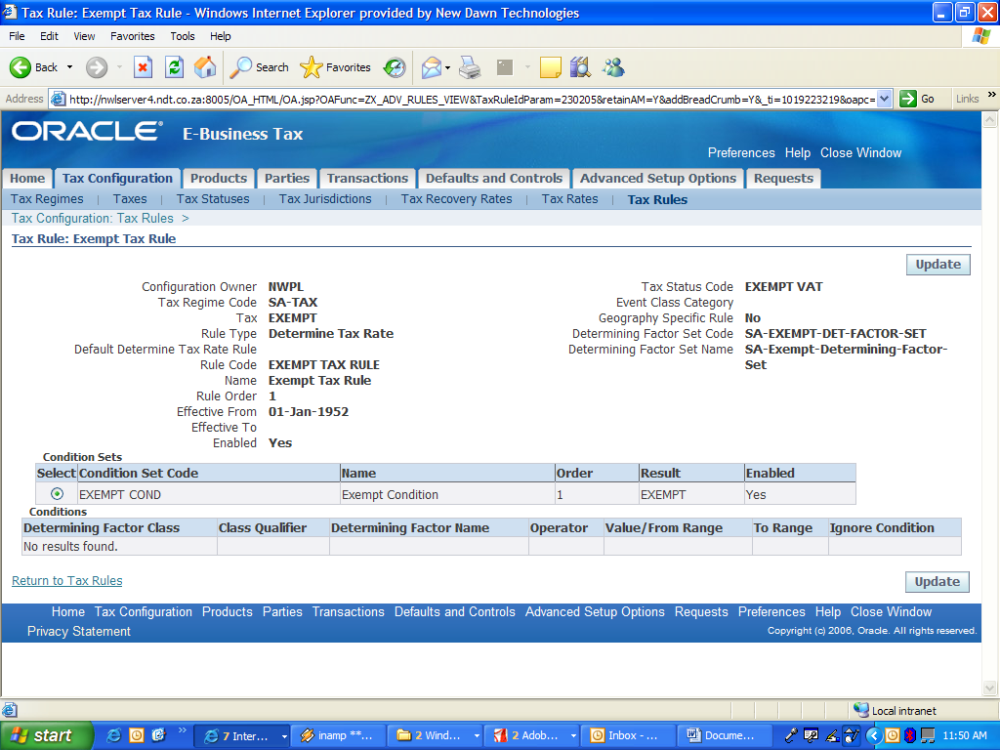 Tax Rule: Exempt Tax Rule - Windows Internet Explorer provided by New Dawn Technologies
File Edit View Favorites Tools Help
Back Search Favorites
Address http://nwlserver4.ndt.co.za:8005/OA_HTML/OA.jsp?OAFunc=ZX_ADV_RULES_VIEW&TaxRuleIdParam=230205&retainAM=Y&addBreadCrumb=Y&_ti=1019223219&oapc= Go Links »
ORACLE® E-Business Tax
Preferences Help Close Window
Home Tax Configuration Products Parties Transactions Defaults and Controls Advanced Setup Options Requests
Tax Regimes | Taxes | Tax Statuses | Tax Jurisdictions | Tax Recovery Rates | Tax Rates | Tax Rules
Tax Configuration: Tax Rules >
Tax Rule: Exempt Tax Rule
Update
Configuration Owner NWPL Tax Status Code EXEMPT VAT
Tax Regime Code SA-TAX Event Class Category
Tax EXEMPT Geography Specific Rule No
Rule Type Determine Tax Rate Determining Factor Set Code SA-EXEMPT-DET-FACTOR-SET
Default Determine Tax Rate Rule Determining Factor Set Name SA-Exempt-Determining-Factor-
Rule Code EXEMPT TAX RULE Set
Name Exempt Tax Rule
Rule Order 1
Effective From 01-Jan-1952
Effective To
Enabled Yes
Condition Sets
Select Condition Set Code Name Order Result Enabled
EXEMPT COND Exempt Condition 1 EXEMPT Yes
Conditions
Determining Factor Class Class Qualifier Determining Factor Name Operator Value/From Range To Range Ignore Condition
No results found.
Return to Tax Rules Update
Home Tax Configuration Products Parties Transactions Defaults and Controls Advanced Setup Options Requests Preferences Help Close Window
Privacy Statement Copyright (c) 2006, Oracle. All rights reserved.
Local intranet
start » 7 Inter... inamp **... 2 Wind... 2 Adob... Inbox - ... Docume... 11:50 AM